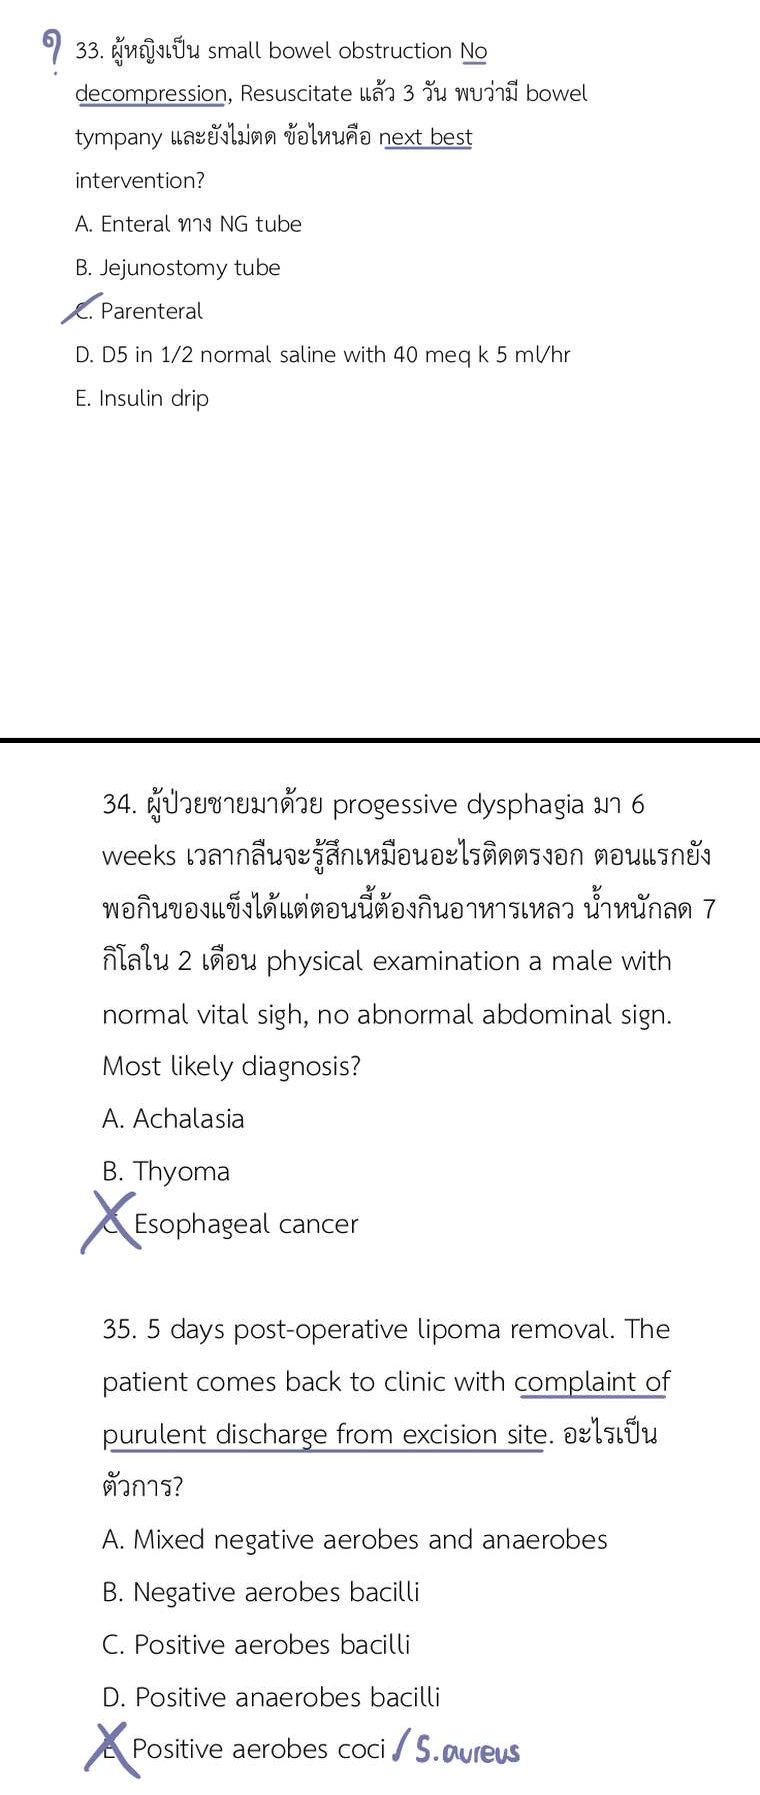 ? 33. ผู้หญิงเป็น small bowel obstruction No
decompression, Resuscitate แล้ว 3 วัน พบว่ามี bowel
tympany และยังไม่ตด ข้อไหนคือ next best
intervention?
A. Enteral ทาง NG tube
B. Jejunostomy tube
C. Parenteral
D. D5 in 1/2 normal saline with 40 meq k 5 ml/hr
E. Insulin drip
34. ผู้ป่วยชายมาด้วย progessive dysphagia มา 6
weeks เวลากลืนจะรู้สึกเหมือนอะไรติดตรงอก ตอนแรกยัง
พอกินของแข็งได้แต่ตอนนี้ต้องกินอาหารเหลว น้ำหนักลด 7
กิโลใน 2 เดือน physical examination a male with
normal vital sigh, no abnormal abdominal sign.
Most likely diagnosis?
A. Achalasia
B. Thyoma
C. Esophageal cancer
35. 5 days post-operative lipoma removal. The
patient comes back to clinic with complaint of
purulent discharge from excision site. อะไรเป็น
ตัวการ?
A. Mixed negative aerobes and anaerobes
B. Negative aerobes bacilli
C. Positive aerobes bacilli
D. Positive anaerobes bacilli
E. Positive aerobes coci / S. aureus